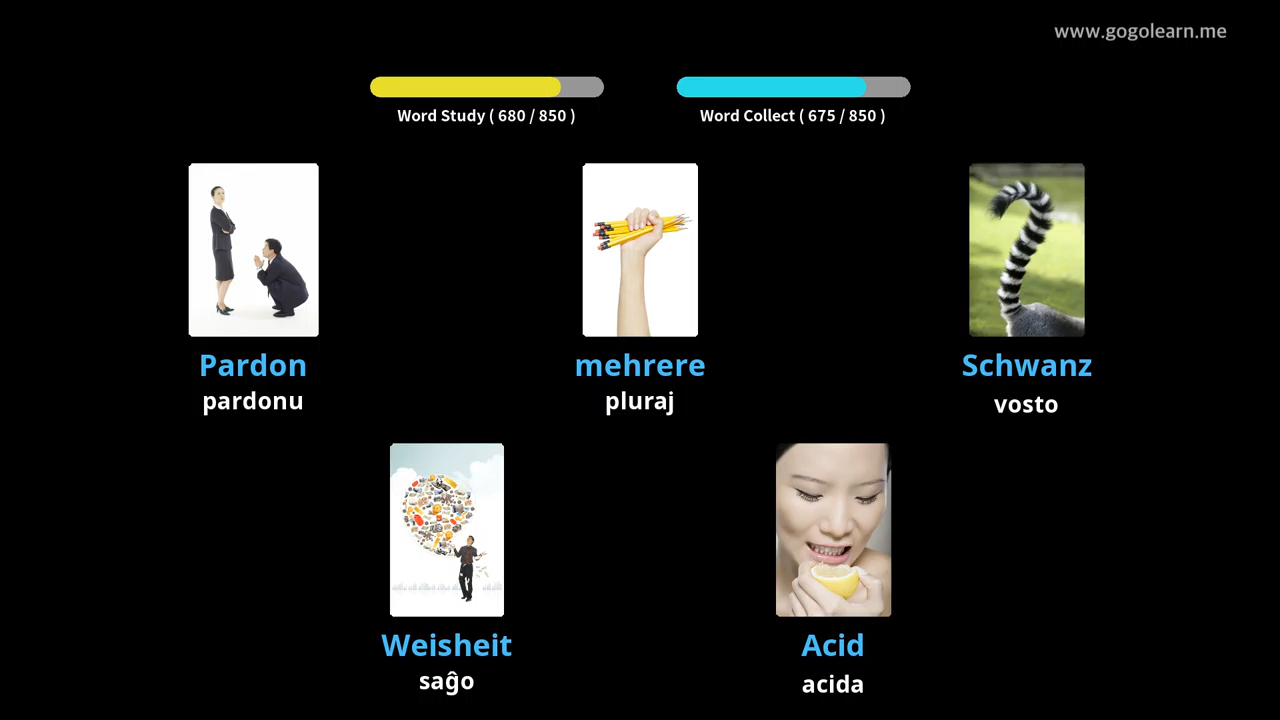 www.gogolearn.me
Word Study ( 680 / 850 )
Word Collect ( 675 / 850 )
Pardon
pardonu
mehrere
pluraj
Schwanz
vosto
Weisheit
saĝo
Acid
acida